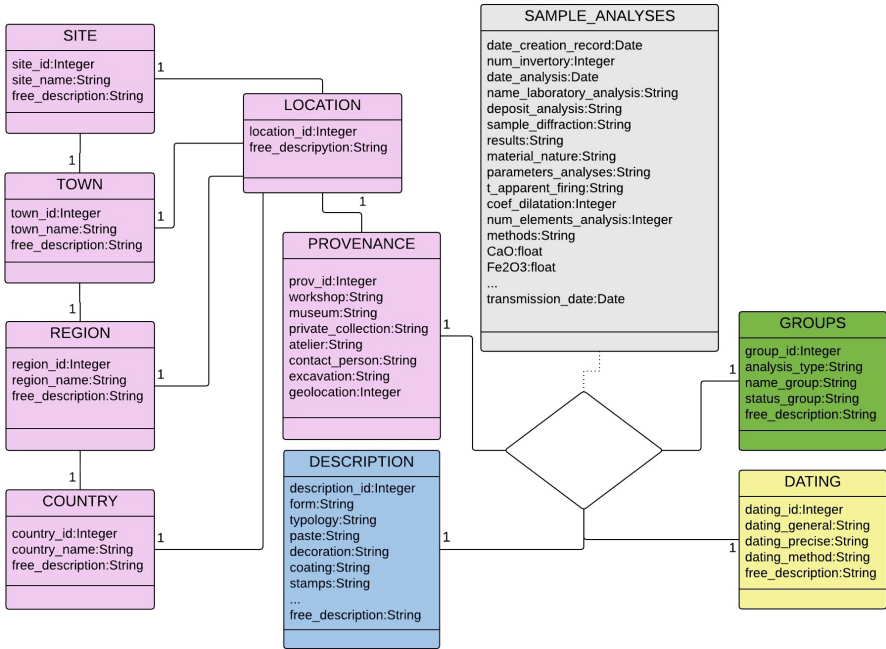 SITE
site_id:Integer
site_name:String
free_description:String
1
1
TOWN
town_id:Integer
town_name:String
free_description:String
1
1
REGION
region_id:Integer
region_name:String
free_description:String
1
1
COUNTRY
country_id:Integer
country_name:String
free_description:String
1
LOCATION
location_id:Integer
free_descripytion:String
1
PROVENANCE
prov_id:Integer
workshop:String
museum:String
private_collection:String
atelier:String
contact_person:String
excavation:String
geolocation:Integer
1
DESCRIPTION
description_id:Integer
form:String
typology:String
paste:String
decoration:String
coating:String
stamps:String
...
free_description:String
1
SAMPLE_ANALYSES
date_creation_record:Date
num_invertory:Integer
date_analysis:Date
name_laboratory_analysis:String
deposit_analysis:String
sample_diffraction:String
results:String
material_nature:String
parameters_analyses:String
t_apparent_firing:String
coef_dilatation:Integer
num_elements_analysis:Integer
methods:String
CaO:float
Fe2O3:float
...
transmission_date:Date
GROUPS
group_id:Integer
analysis_type:String
name_group:String
status_group:String
free_description:String
1
DATING
dating_id:Integer
dating_general:String
dating_precise:String
dating_method:String
free_description:String
1